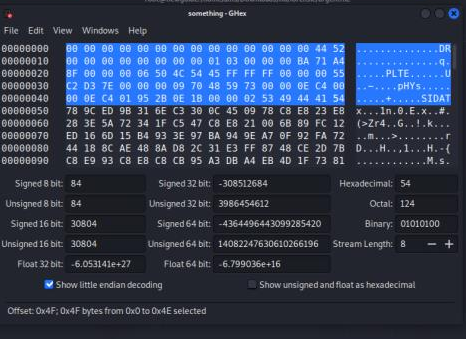 something - GHex
File Edit View Windows Help
00000000 00 00 00 00 00 00 00 00 00 00 00 00 00 00 44 52 ..............DR
00000010 00 00 00 00 00 00 00 00 01 03 00 00 00 BA 71 A4 ..............q.
00000020 8F 00 00 00 06 50 4C 54 45 FF FF FF 00 00 00 55 .....PLTE......U
00000030 C2 D3 7E 00 00 00 09 70 48 59 73 00 00 0E C4 00 ..~....pHYs.....
00000040 00 0E C4 01 95 2B 0E 1B 00 00 02 53 49 44 41 54 .....+.....SIDAT
00000050 78 9C ED 9B 31 6E C3 30 0C 45 09 78 C8 E8 23 E8 x...1n.0.E.x..#.
00000060 28 3E 5A 72 34 1F C5 47 C8 E8 21 00 6B 89 FC 12 (>Zr4..G..!.k...
00000070 ED 16 6D 15 B4 93 3E 97 BA 94 9E A7 0F 92 FA 72 ..m...>........r
00000080 44 18 8C AE 48 8A D8 2C 31 E3 FF 87 48 CE 2D 7B D...H..,1...H.-{
00000090 C8 E9 93 C8 E8 C8 CB 95 A3 DB A4 EB 4D 1F 73 81 ............M.s.
Signed 8 bit: 84 Signed 32 bit: -308512684 Hexadecimal: 54
Unsigned 8 bit: 84 Unsigned 32 bit: 3986454612 Octal: 124
Signed 16 bit: 30804 Signed 64 bit: -4364496443099285420 Binary: 01010100
Unsigned 16 bit: 30804 Unsigned 64 bit: 14082247630610266196 Stream Length: 8 − +
Float 32 bit: -6.053141e+27 Float 64 bit: -6.799036e+16
Show little endian decoding Show unsigned and float as hexadecimal
Offset: 0x4F; 0x4F bytes from 0x0 to 0x4E selected